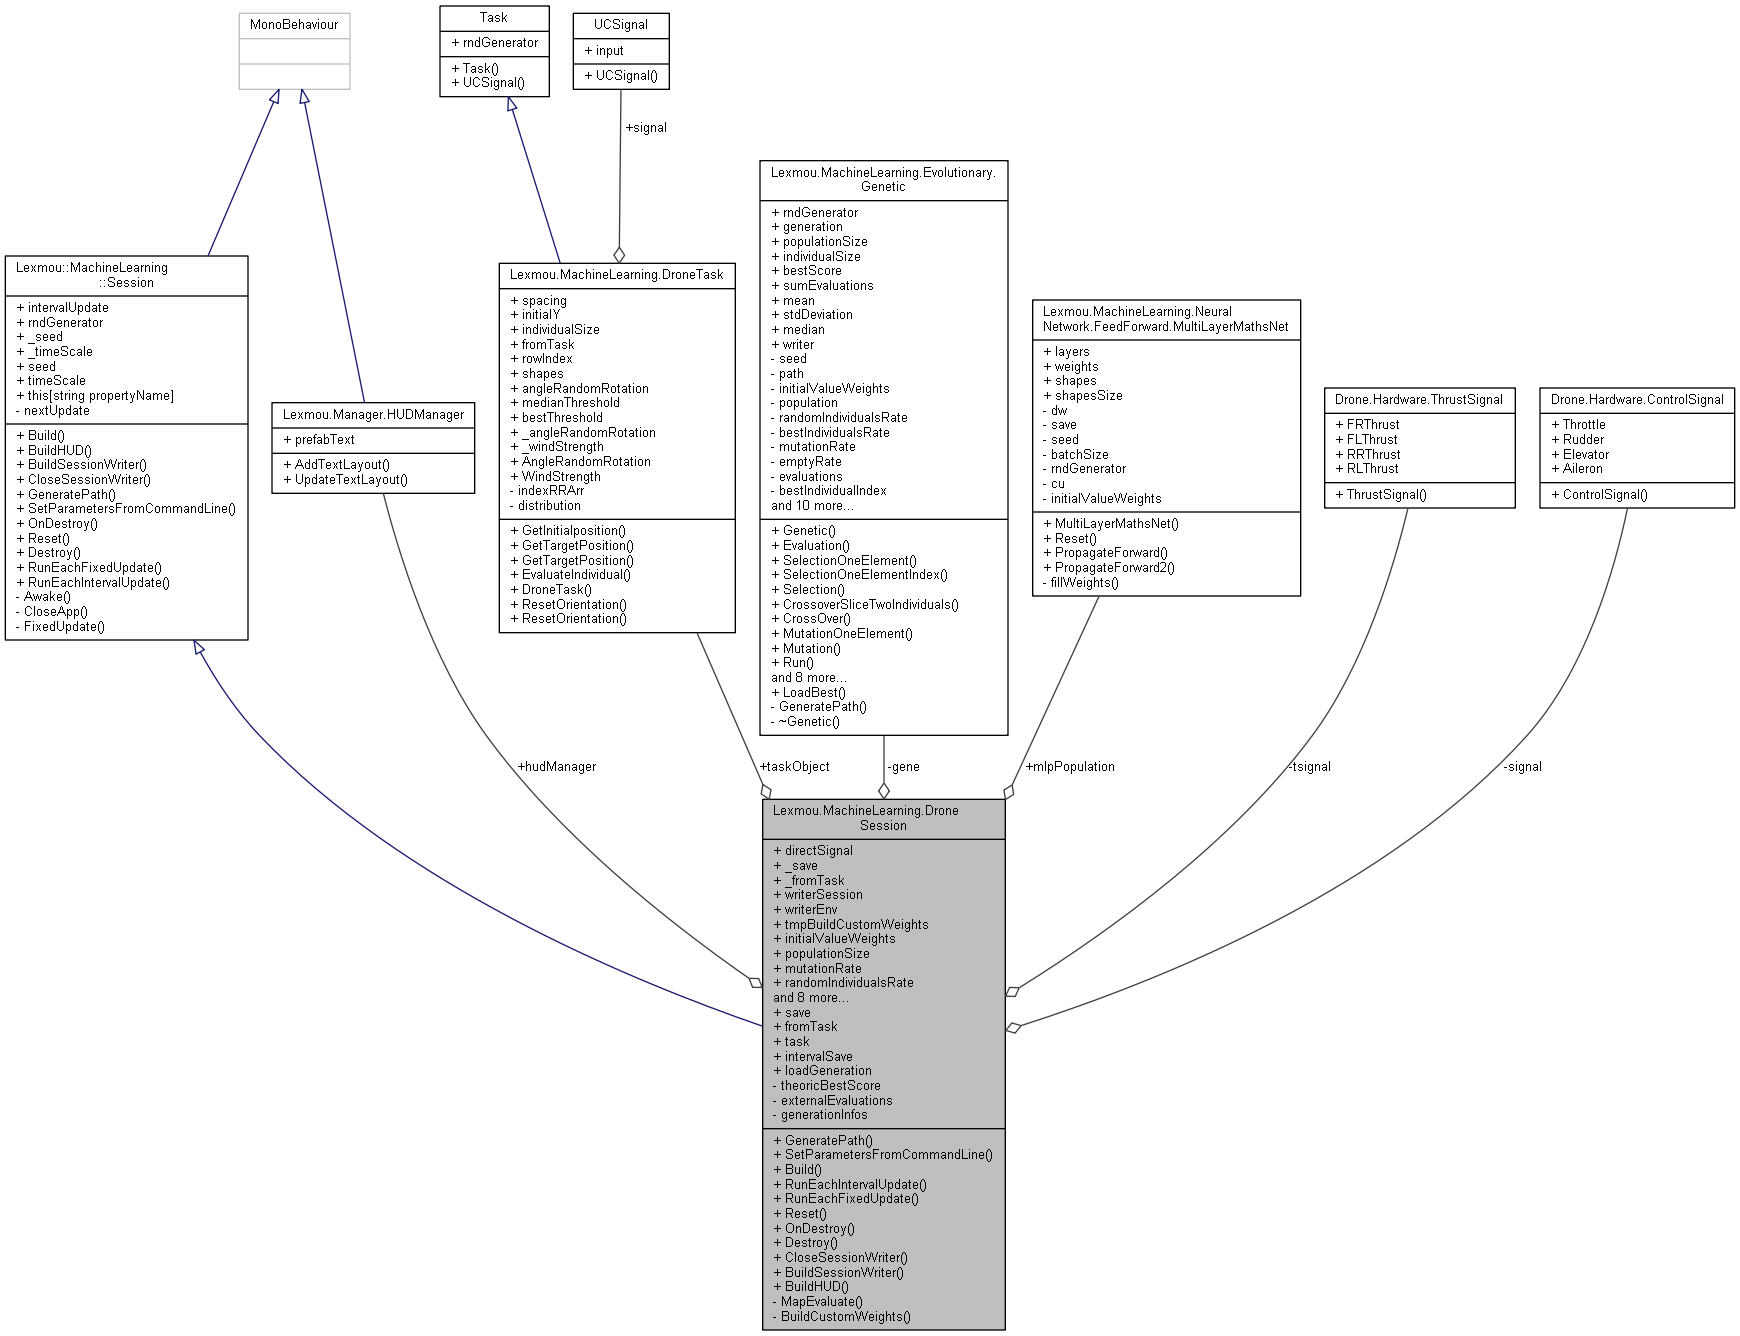 MonoBehaviour
Task
+ rndGenerator
+ Task()
+ UCSignal()
UCSignal
+ input
+ UCSignal()
+signal
Lexmou::MachineLearning
::Session
+ intervalUpdate
+ rndGenerator
+ _seed
+ _timeScale
+ seed
+ timeScale
+ this[string propertyName]
- nextUpdate
+ Build()
+ BuildHUD()
+ BuildSessionWriter()
+ CloseSessionWriter()
+ GeneratePath()
+ SetParametersFromCommandLine()
+ OnDestroy()
+ Reset()
+ Destroy()
+ RunEachFixedUpdate()
+ RunEachIntervalUpdate()
- Awake()
- CloseApp()
- FixedUpdate()
Lexmou.Manager.HUDManager
+ prefabText
+ AddTextLayout()
+ UpdateTextLayout()
Lexmou.MachineLearning.DroneTask
+ spacing
+ initialY
+ individualSize
+ fromTask
+ rowIndex
+ shapes
+ angleRandomRotation
+ medianThreshold
+ bestThreshold
+ _angleRandomRotation
+ _windStrength
+ AngleRandomRotation
+ WindStrength
- indexRRArr
- distribution
+ GetInitialposition()
+ GetTargetPosition()
+ GetTargetPosition()
+ EvaluateIndividual()
+ DroneTask()
+ ResetOrientation()
+ ResetOrientation()
Lexmou.MachineLearning.Evolutionary.
Genetic
+ rndGenerator
+ generation
+ populationSize
+ individualSize
+ bestScore
+ sumEvaluations
+ mean
+ stdDeviation
+ median
+ writer
- seed
- path
- initialValueWeights
- population
- randomIndividualsRate
- bestIndividualsRate
- mutationRate
- emptyRate
- evaluations
- bestIndividualIndex
and 10 more...
+ Genetic()
+ Evaluation()
+ SelectionOneElement()
+ SelectionOneElementIndex()
+ Selection()
+ CrossoverSliceTwoIndividuals()
+ CrossOver()
+ MutationOneElement()
+ Mutation()
+ Run()
and 8 more...
+ LoadBest()
- GeneratePath()
- ~Genetic()
Lexmou.MachineLearning.Neural
Network.FeedForward.MultiLayerMathsNet
+ layers
+ weights
+ shapes
+ shapesSize
- dw
- save
- seed
- batchSize
- rndGenerator
- cu
- initialValueWeights
+ MultiLayerMathsNet()
+ Reset()
+ PropagateForward()
+ PropagateForward2()
- fillWeights()
Drone.Hardware.ThrustSignal
+ FRThrust
+ FLThrust
+ RRThrust
+ RLThrust
+ ThrustSignal()
Drone.Hardware.ControlSignal
+ Throttle
+ Rudder
+ Elevator
+ Aileron
+ ControlSignal()
+hudManager
+taskObject
-gene
+mlpPopulation
-tsignal
-signal
Lexmou.MachineLearning.Drone
Session
+ directSignal
+ _save
+ _fromTask
+ writerSession
+ writerEnv
+ tmpBuildCustomWeights
+ initialValueWeights
+ populationSize
+ mutationRate
+ randomIndividualsRate
and 8 more...
+ save
+ fromTask
+ task
+ intervalSave
+ loadGeneration
- theoricBestScore
- externalEvaluations
- generationInfos
+ GeneratePath()
+ SetParametersFromCommandLine()
+ Build()
+ RunEachIntervalUpdate()
+ RunEachFixedUpdate()
+ Reset()
+ OnDestroy()
+ Destroy()
+ CloseSessionWriter()
+ BuildSessionWriter()
+ BuildHUD()
- MapEvaluate()
- BuildCustomWeights()